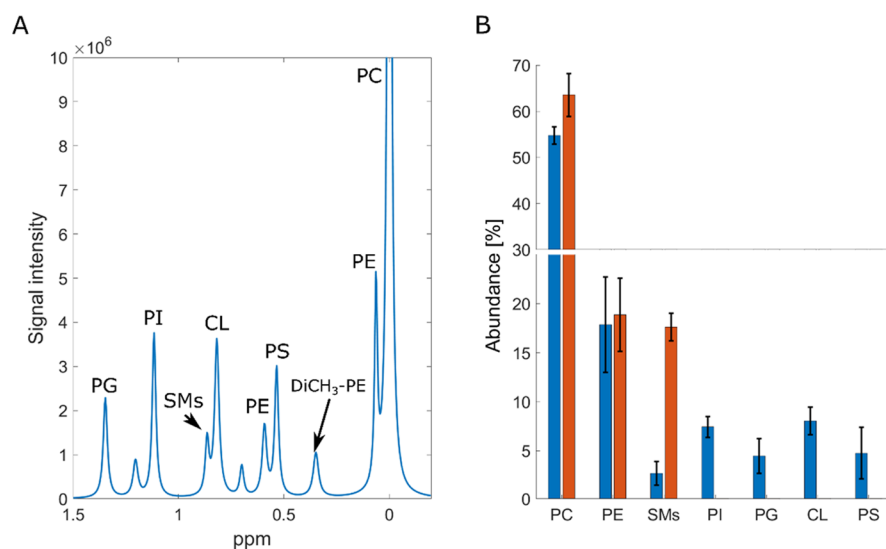 A
×10⁶
10
9
8
7
6
5
4
3
2
1
0
Signal intensity
PG
PI
SMs
CL
PE
PS
DiCH₃-PE
PE
PC
1.5
1
0.5
0
ppm
B
70
60
50
40
30
20
15
10
5
0
Abundance [%]
PC
PE
SMs
PI
PG
CL
PS